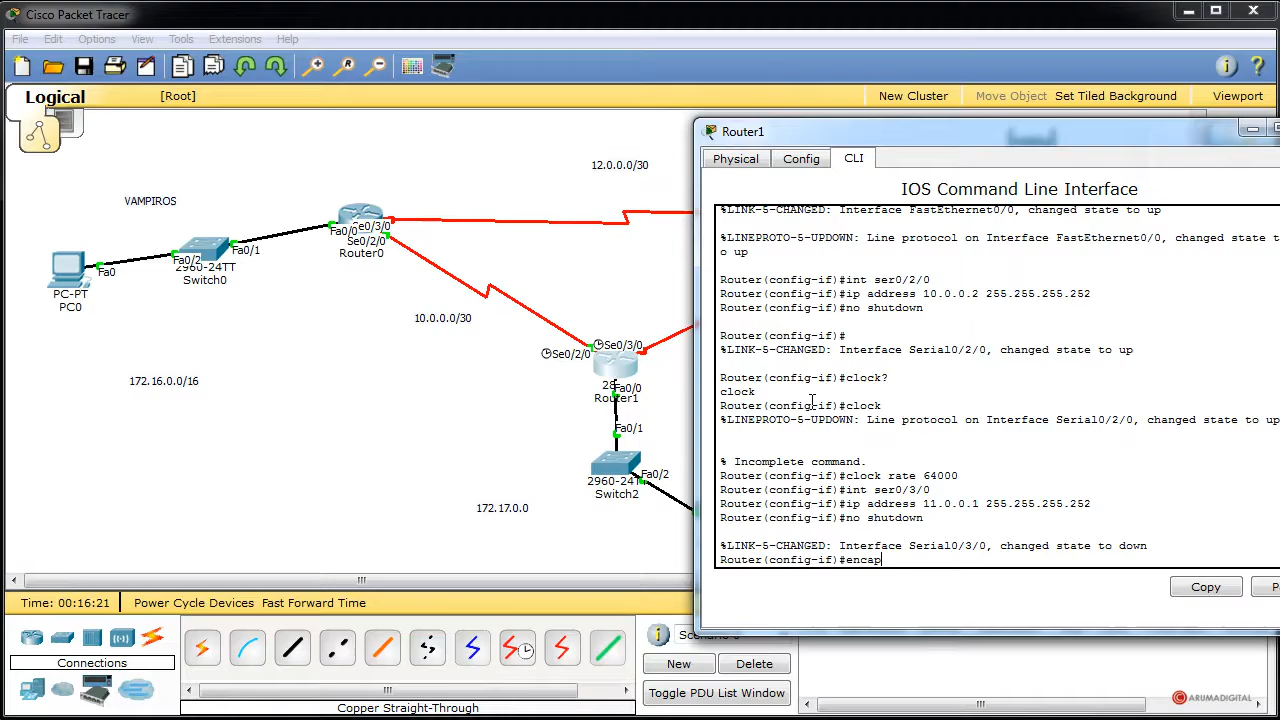 Cisco Packet Tracer
File Edit Options View Tools Extensions Help
Logical
[Root]
New Cluster
Move Object
Set Tiled Background
Viewport
12.0.0.0/30
VAMPIROS
Fa0/0
Se0/3/0
Se0/2/0
Router0
Fa0/1
Fa0/2
2960-24TT
Switch0
Fa0
PC-PT
PC0
10.0.0.0/30
172.16.0.0/16
Se0/3/0
Se0/2/0
Fa0/0
Router1
Fa0/1
Fa0/2
Switch2
172.17.0.0
Router1
Physical
Config
CLI
IOS Command Line Interface
%LINK-5-CHANGED: Interface FastEthernet0/0, changed state to up
%LINEPROTO-5-UPDOWN: Line protocol on Interface FastEthernet0/0, changed state t
o up
Router(config-if)#int ser0/2/0
Router(config-if)#ip address 10.0.0.2 255.255.255.252
Router(config-if)#no shutdown
Router(config-if)#
%LINK-5-CHANGED: Interface Serial0/2/0, changed state to up
Router(config-if)#clock?
clock
Router(config-if)#clock
%LINEPROTO-5-UPDOWN: Line protocol on Interface Serial0/2/0, changed state to up
% Incomplete command.
Router(config-if)#clock rate 64000
Router(config-if)#int ser0/3/0
Router(config-if)#ip address 11.0.0.1 255.255.255.252
Router(config-if)#no shutdown
%LINK-5-CHANGED: Interface Serial0/3/0, changed state to down
Router(config-if)#encap
Copy
Time: 00:16:21
Power Cycle Devices Fast Forward Time
Connections
New
Delete
Toggle PDU List Window
Copper Straight-Through
ARUMADIGITAL